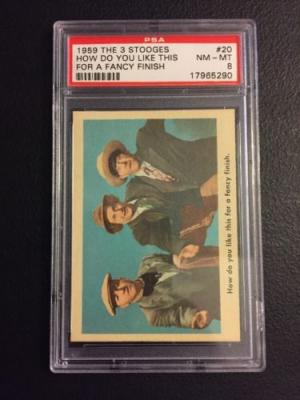 PSA
1959 THE 3 STOOGES #20
HOW DO YOU LIKE THIS NM-MT
FOR A FANCY FINISH 8
17965290
How do you like this for a fancy finish.